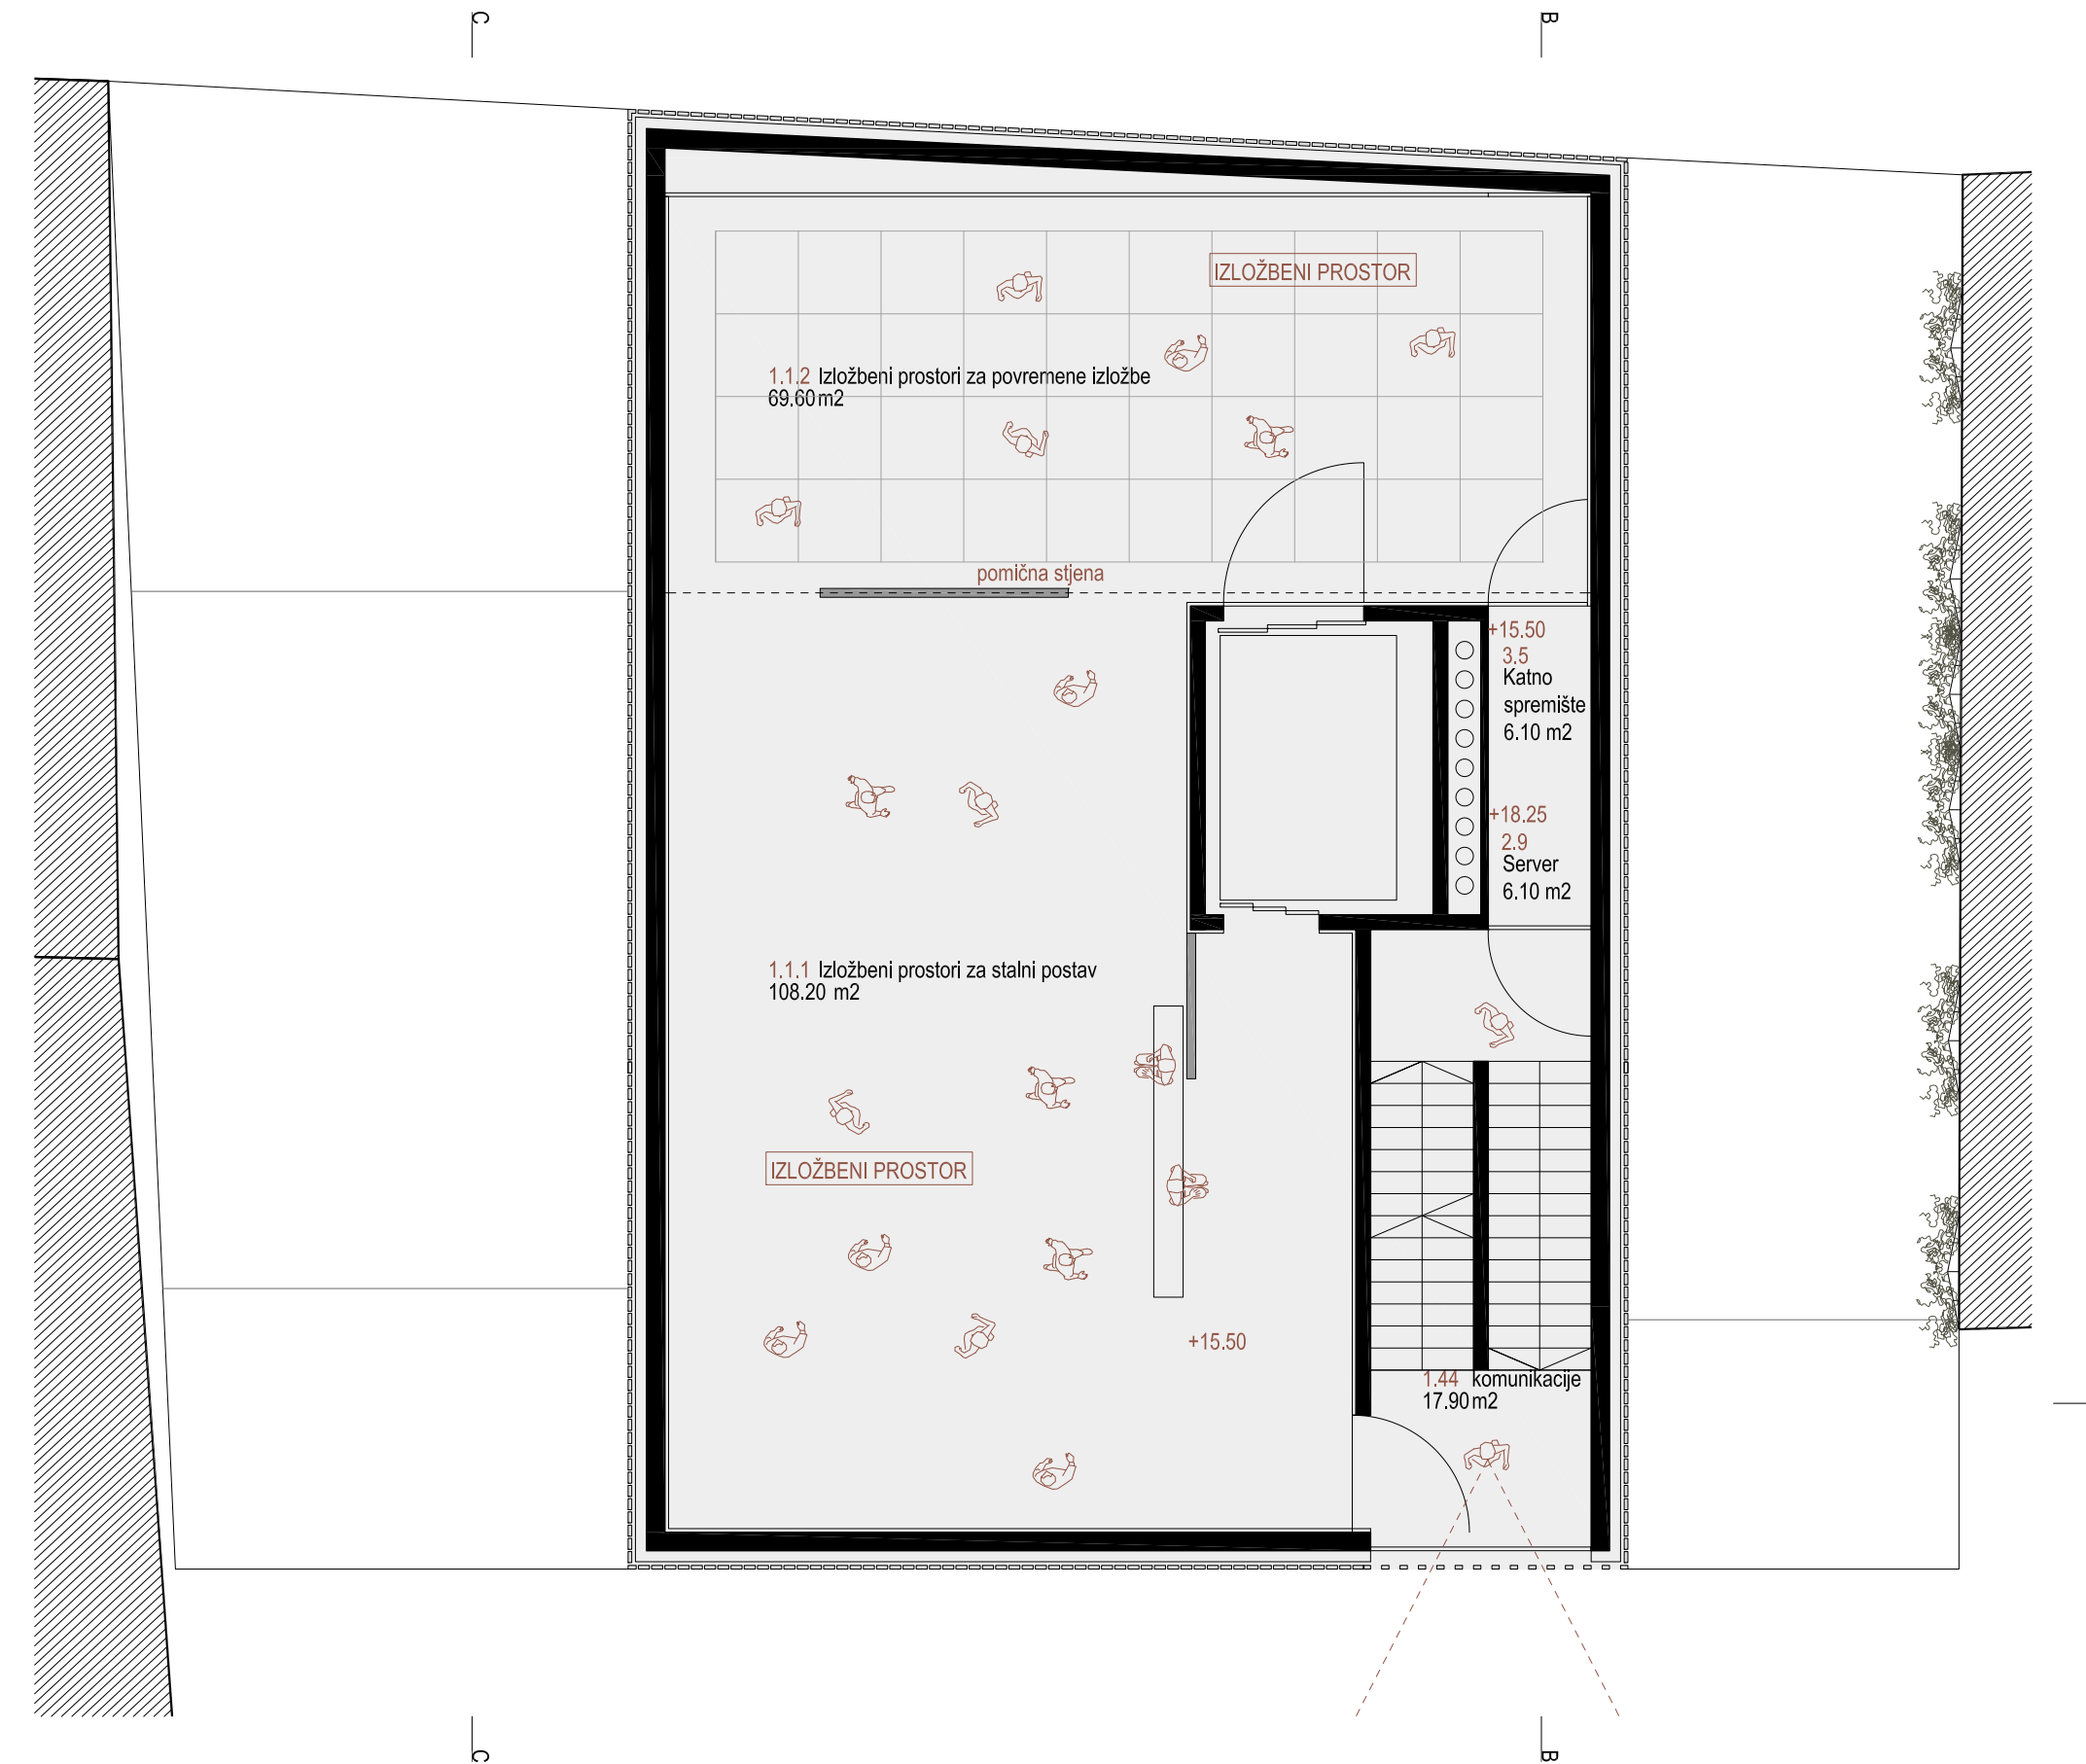 C
B
IZLOŽBENI PROSTOR
1.1.2 Izložbeni prostori za povremene izložbe
69.60 m2
pomična stjena
+15.50
3.5
Katno
spremište
6.10 m2
+18.25
2.9
Server
6.10 m2
1.1.1 Izložbeni prostori za stalni postav
108.20 m2
IZLOŽBENI PROSTOR
+15.50
1.44 komunikacije
17.90 m2
C
B